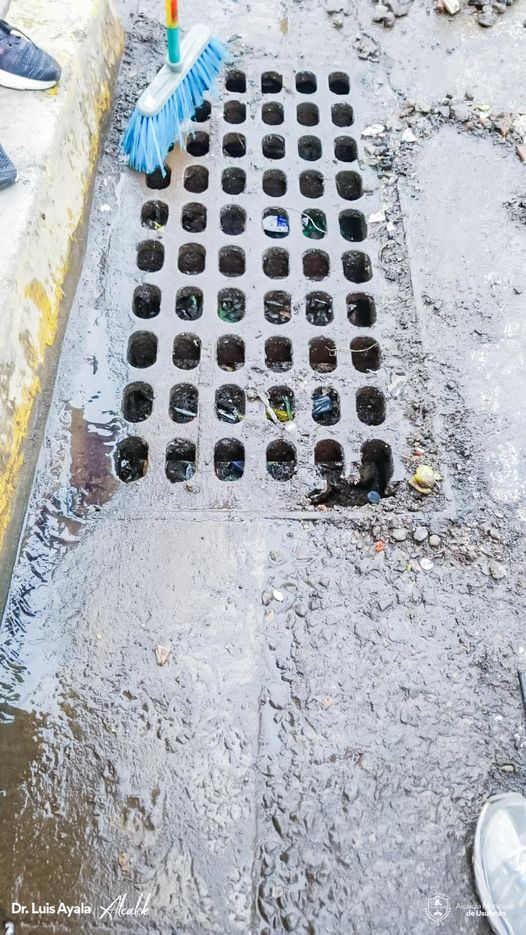 Dr. Luis Ayala / Alcalde
Alcaldía Municipal
de Usulután